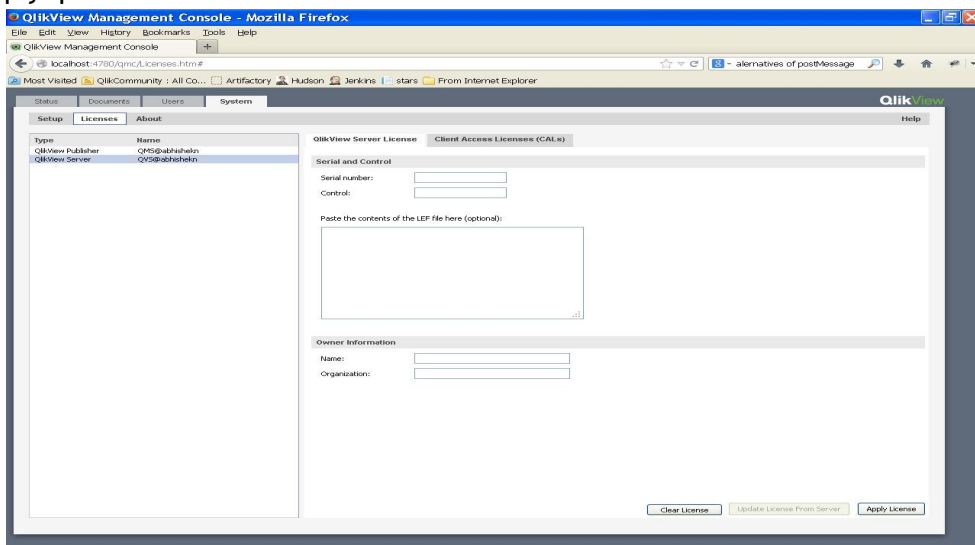 QlikView Management Console - Mozilla Firefox
File Edit View History Bookmarks Tools Help
QlikView Management Console +
localhost:4780/qmc/Licenses.htm#
- alernatives of postMessage
Most Visited QlikCommunity : All Co... Artifactory Hudson Jenkins stars From Internet Explorer
Status Documents Users System
QlikView
Setup Licenses About Help
Type Name
QlikView Publisher QMS@abhishekn
QlikView Server QVS@abhishekn
QlikView Server License Client Access Licenses (CALs)
Serial and Control
Serial number:
Control:
Paste the contents of the LEF file here (optional):
Owner Information
Name:
Organization:
Clear License Update License From Server Apply License